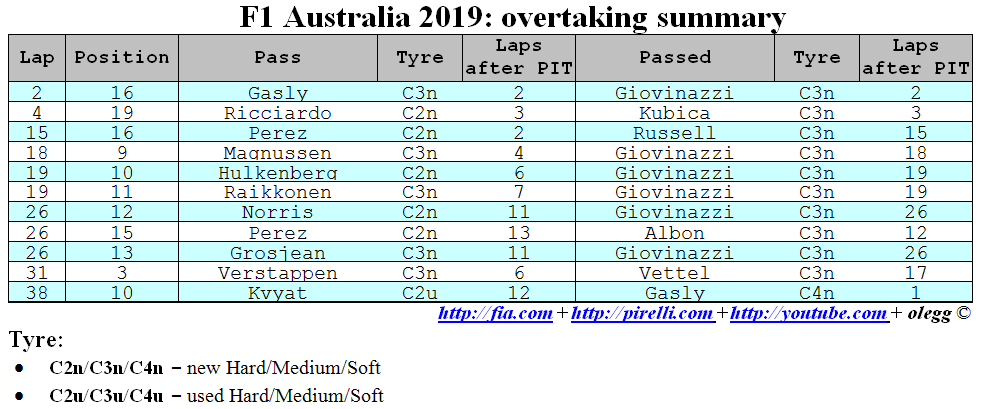 F1 Australia 2019: overtaking summary
Lap Position Pass Tyre Laps after PIT Passed Tyre Laps after PIT
2 16 Gasly C3n 2 Giovinazzi C3n 2
4 19 Ricciardo C2n 3 Kubica C3n 3
15 16 Perez C2n 2 Russell C3n 15
18 9 Magnussen C3n 4 Giovinazzi C3n 18
19 10 Hulkenberg C2n 6 Giovinazzi C3n 19
19 11 Raikkonen C3n 7 Giovinazzi C3n 19
26 12 Norris C2n 11 Giovinazzi C3n 26
26 15 Perez C2n 13 Albon C3n 12
26 13 Grosjean C3n 11 Giovinazzi C3n 26
31 3 Verstappen C3n 6 Vettel C3n 17
38 10 Kvyat C2u 12 Gasly C4n 1
http://fia.com + http://pirelli.com + http://youtube.com + olegg ©
Tyre:
● C2n/C3n/C4n – new Hard/Medium/Soft
● C2u/C3u/C4u – used Hard/Medium/Soft